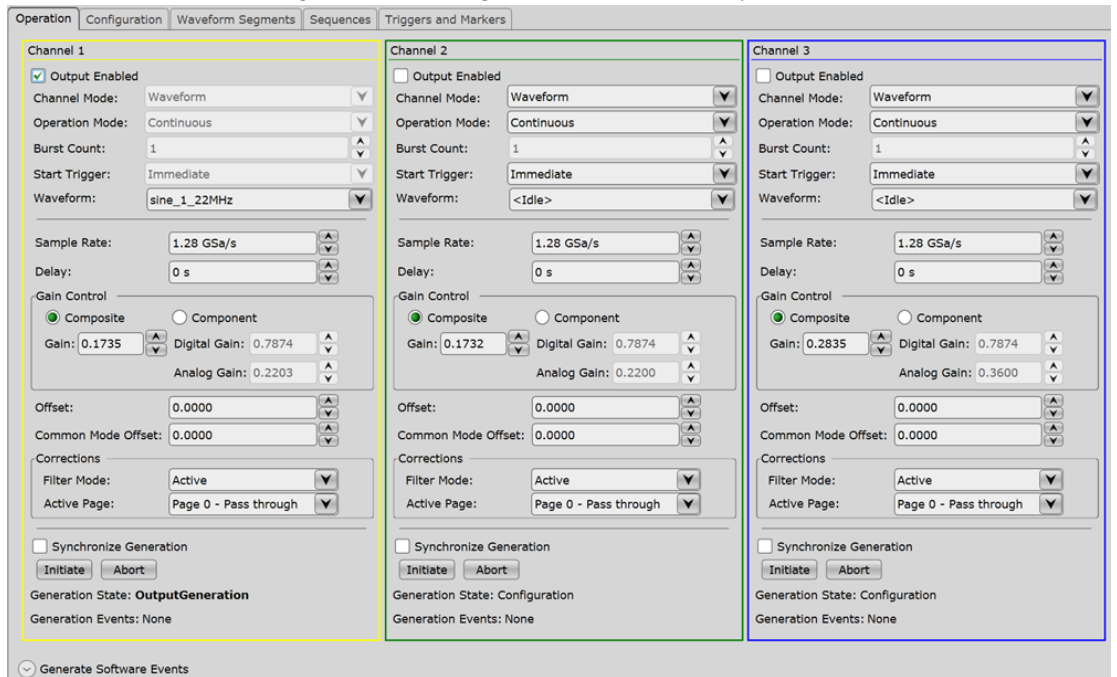 Operation Configuration Waveform Segments Sequences Triggers and Markers
Channel 1
Output Enabled
Channel Mode: Waveform
Operation Mode: Continuous
Burst Count: 1
Start Trigger: Immediate
Waveform: sine_1_22MHz
Sample Rate: 1.28 GSa/s
Delay: 0 s
Gain Control
Composite Component
Gain: 0.1735 Digital Gain: 0.7874
Analog Gain: 0.2203
Offset: 0.0000
Common Mode Offset: 0.0000
Corrections
Filter Mode: Active
Active Page: Page 0 - Pass through
Synchronize Generation
Initiate Abort
Generation State: OutputGeneration
Generation Events: None
Channel 2
Output Enabled
Channel Mode: Waveform
Operation Mode: Continuous
Burst Count: 1
Start Trigger: Immediate
Waveform: <Idle>
Sample Rate: 1.28 GSa/s
Delay: 0 s
Gain Control
Composite Component
Gain: 0.1732 Digital Gain: 0.7874
Analog Gain: 0.2200
Offset: 0.0000
Common Mode Offset: 0.0000
Corrections
Filter Mode: Active
Active Page: Page 0 - Pass through
Synchronize Generation
Initiate Abort
Generation State: Configuration
Generation Events: None
Channel 3
Output Enabled
Channel Mode: Waveform
Operation Mode: Continuous
Burst Count: 1
Start Trigger: Immediate
Waveform: <Idle>
Sample Rate: 1.28 GSa/s
Delay: 0 s
Gain Control
Composite Component
Gain: 0.2835 Digital Gain: 0.7874
Analog Gain: 0.3600
Offset: 0.0000
Common Mode Offset: 0.0000
Corrections
Filter Mode: Active
Active Page: Page 0 - Pass through
Synchronize Generation
Initiate Abort
Generation State: Configuration
Generation Events: None
Generate Software Events